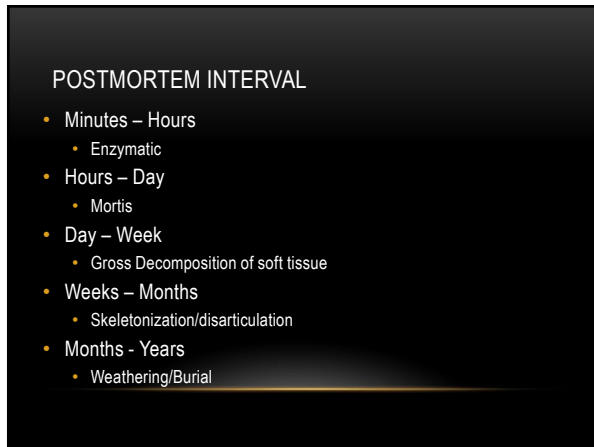 POSTMORTEM INTERVAL
• Minutes – Hours
• Enzymatic
• Hours – Day
• Mortis
• Day – Week
• Gross Decomposition of soft tissue
• Weeks – Months
• Skeletonization/disarticulation
• Months - Years
• Weathering/Burial